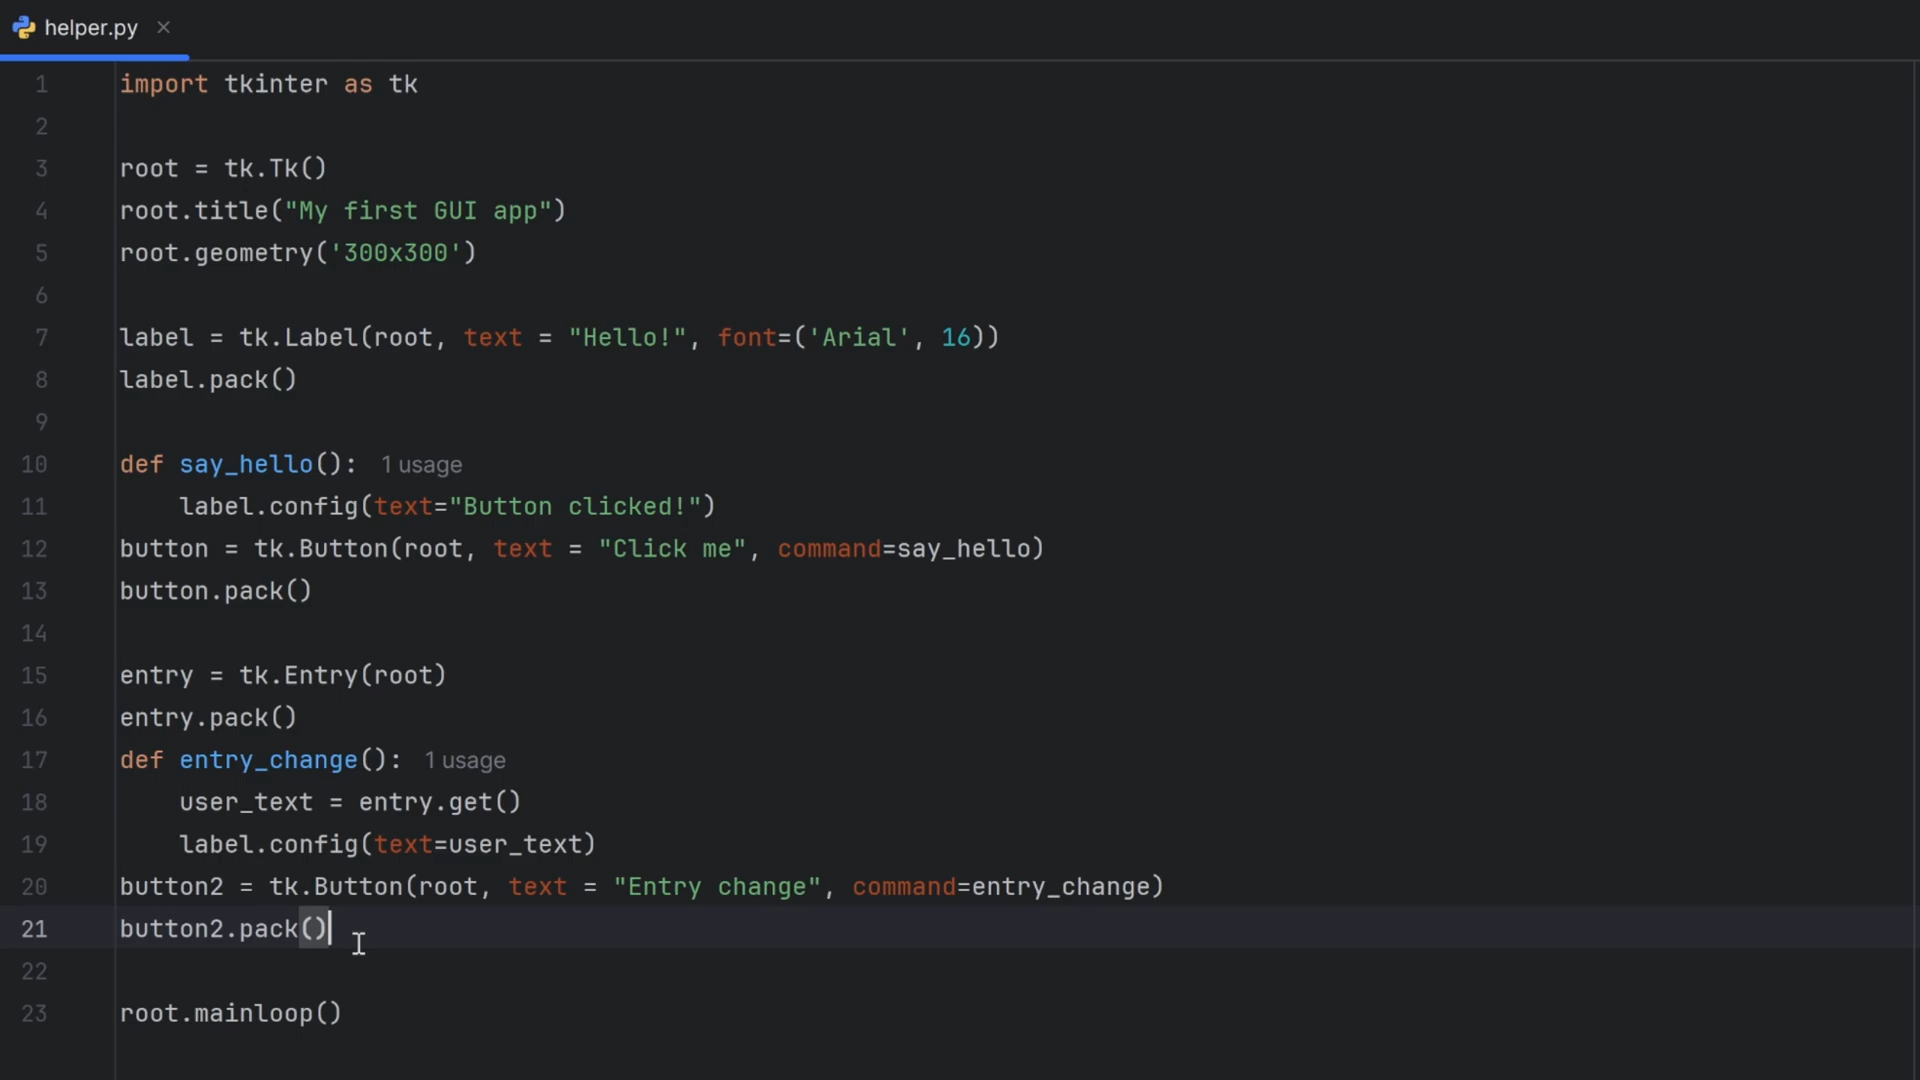 helper.py
1 import tkinter as tk
2
3 root = tk.Tk()
4 root.title("My first GUI app")
5 root.geometry('300x300')
6
7 label = tk.Label(root, text = "Hello!", font=('Arial', 16))
8 label.pack()
9
10 def say_hello(): 1 usage
11     label.config(text="Button clicked!")
12 button = tk.Button(root, text = "Click me", command=say_hello)
13 button.pack()
14
15 entry = tk.Entry(root)
16 entry.pack()
17 def entry_change(): 1 usage
18     user_text = entry.get()
19     label.config(text=user_text)
20 button2 = tk.Button(root, text = "Entry change", command=entry_change)
21 button2.pack()
22
23 root.mainloop()